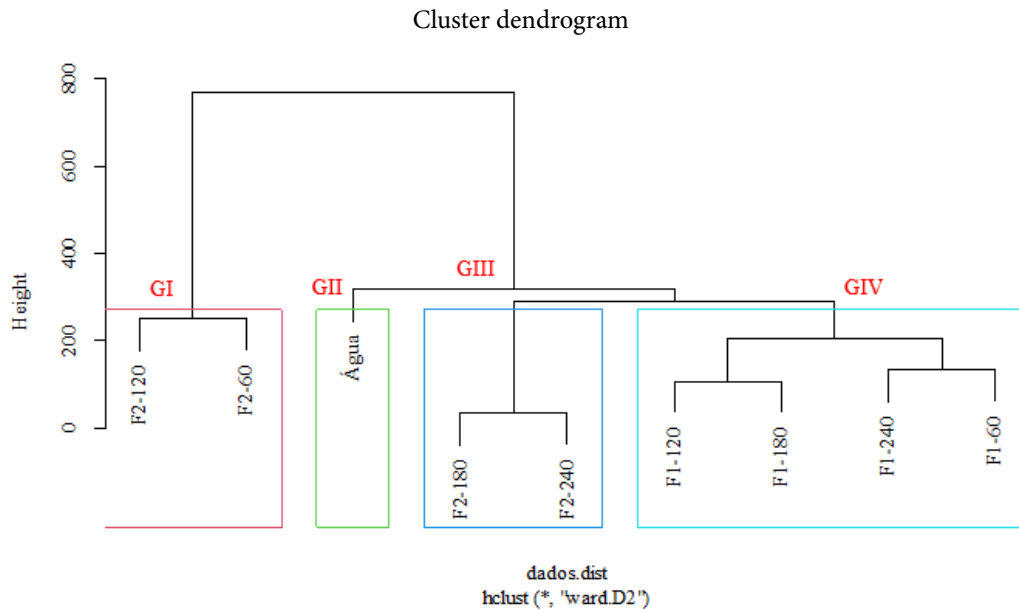 Cluster dendrogram
Height
800
600
400
200
0
GI
GII
GIII
GIV
F2-120
F2-60
Água
F2-180
F2-240
F1-120
F1-180
F1-240
F1-60
dados.dist
hclust (*, "ward.D2")